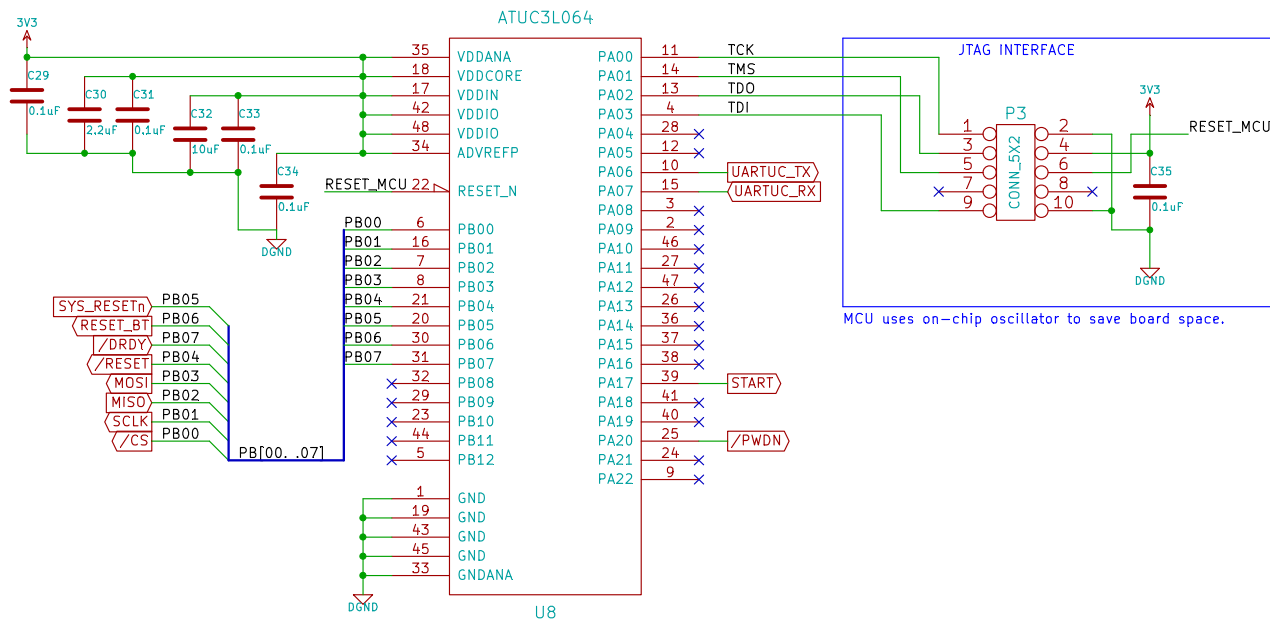 ATUC3L064
3V3
C29
0.1uF
C30
2.2uF
C31
0.1uF
C32
10uF
C33
0.1uF
C34
0.1uF
DGND
35 VDDANA
18 VDDCORE
17 VDDIN
42 VDDIO
48 VDDIO
34 ADVREFP
RESET_MCU 22 RESET_N
PB00 6 PB00
PB01 16 PB01
PB02 7 PB02
PB03 8 PB03
PB04 21 PB04
PB05 20 PB05
PB06 30 PB06
PB07 31 PB07
32 PB08
29 PB09
23 PB10
44 PB11
5 PB12
1 GND
19 GND
43 GND
45 GND
33 GNDANA
DGND
SYS_RESETn PB05
RESET_BT PB06
/DRDY PB07
/RESET PB04
MOSI PB03
MISO PB02
SCLK PB01
/CS PB00
PB[00..07]
PA00 11 TCK
PA01 14 TMS
PA02 13 TDO
PA03 4 TDI
PA04 28
PA05 12
PA06 10 UARTUC_TX
PA07 15 UARTUC_RX
PA08 3
PA09 2
PA10 46
PA11 27
PA12 47
PA13 26
PA14 36
PA15 37
PA16 38
PA17 39 START
PA18 41
PA19 40
PA20 25 /PWDN
PA21 24
PA22 9
U8
JTAG INTERFACE
P3
CONN_5X2
1 2
3 4
5 6
7 8
9 10
3V3
RESET_MCU
C35
0.1uF
DGND
MCU uses on-chip oscillator to save board space.